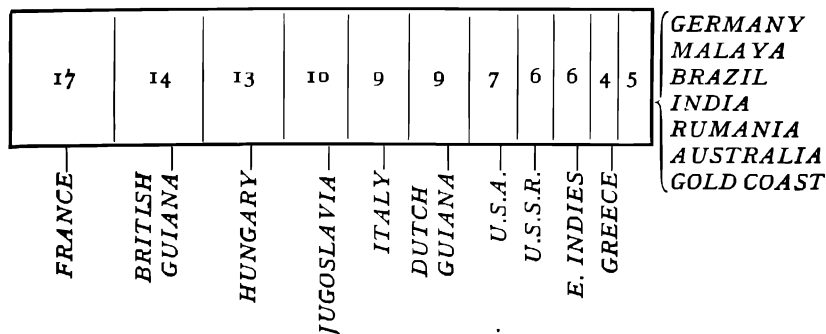 17 14 13 10 9 9 7 6 6 4 5
GERMANY
MALAYA
BRAZIL
INDIA
RUMANIA
AUSTRALIA
GOLD COAST
FRANCE
BRITISH
GUIANA
HUNGARY
JUGOSLAVIA
ITALY
DUTCH
GUIANA
U.S.A.
U.S.S.R.
E. INDIES
GREECE